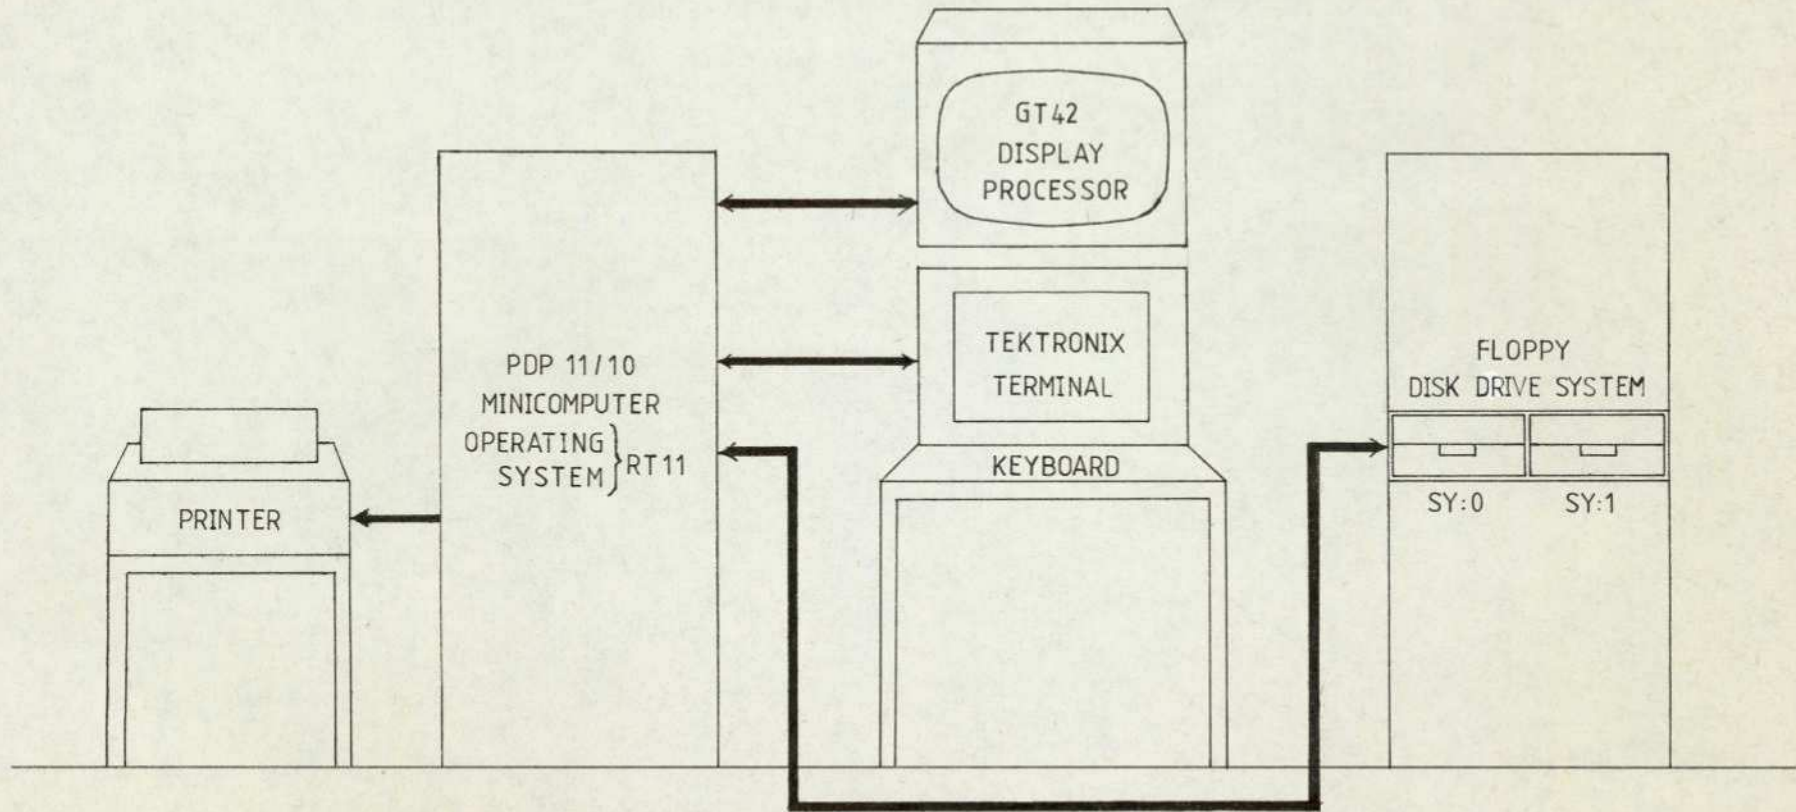 GT42
DISPLAY
PROCESSOR
PDP 11/10
MINICOMPUTER
OPERATING
SYSTEM } RT11
TEKTRONIX
TERMINAL
KEYBOARD
PRINTER
FLOPPY
DISK DRIVE SYSTEM
SY:0 SY:1